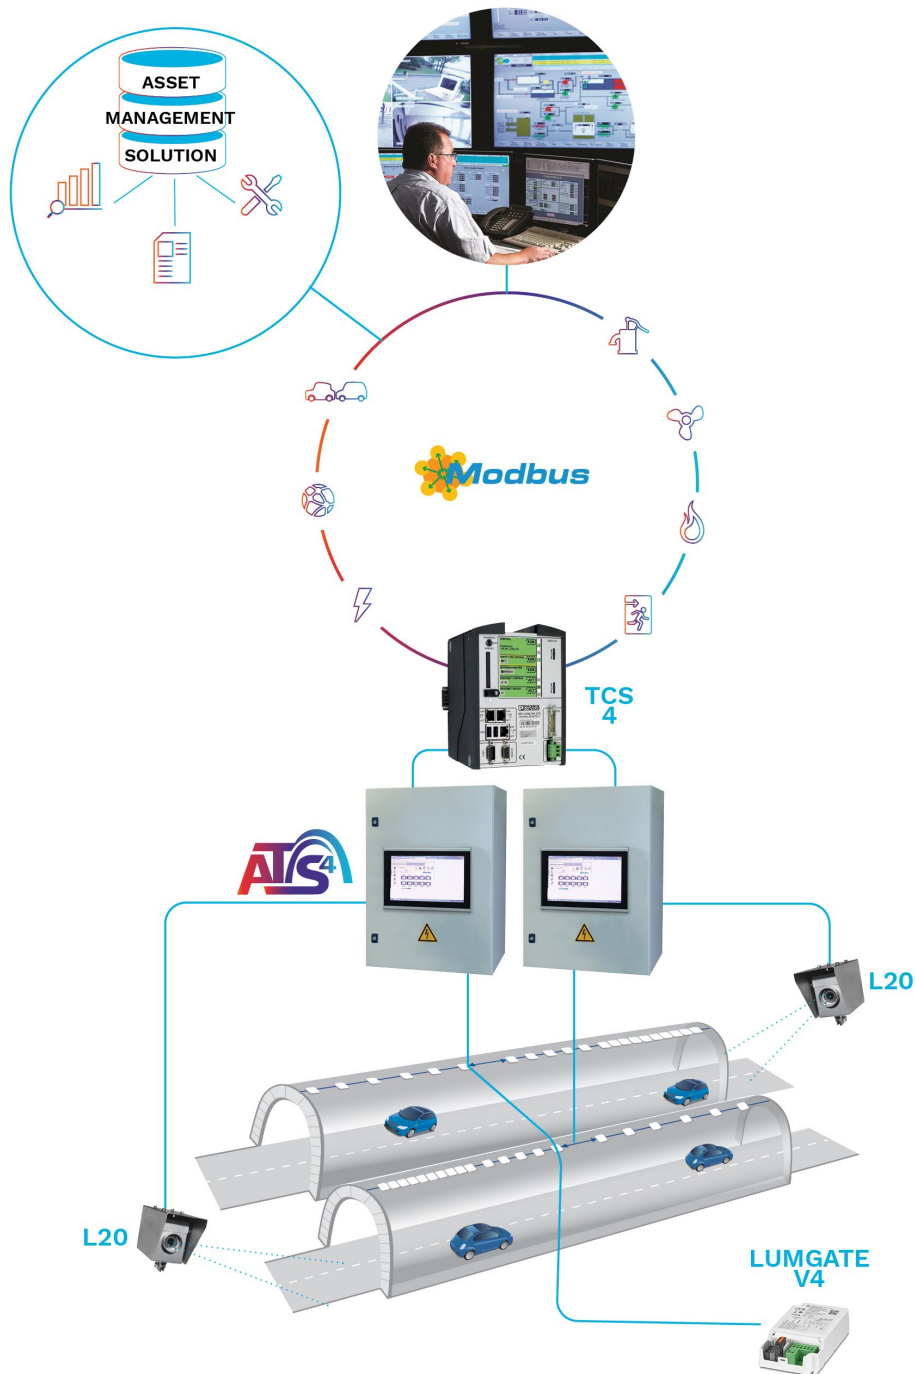 ASSET
MANAGEMENT
SOLUTION
Modbus
TCS
4
ATS4
L20
L20
LUMGATE
V4